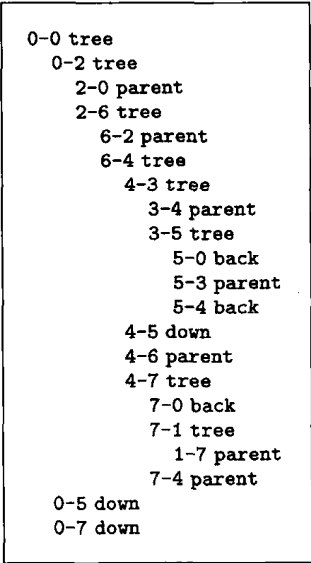 0-0 tree
0-2 tree
2-0 parent
2-6 tree
6-2 parent
6-4 tree
4-3 tree
3-4 parent
3-5 tree
5-0 back
5-3 parent
5-4 back
4-5 down
4-6 parent
4-7 tree
7-0 back
7-1 tree
1-7 parent
7-4 parent
0-5 down
0-7 down